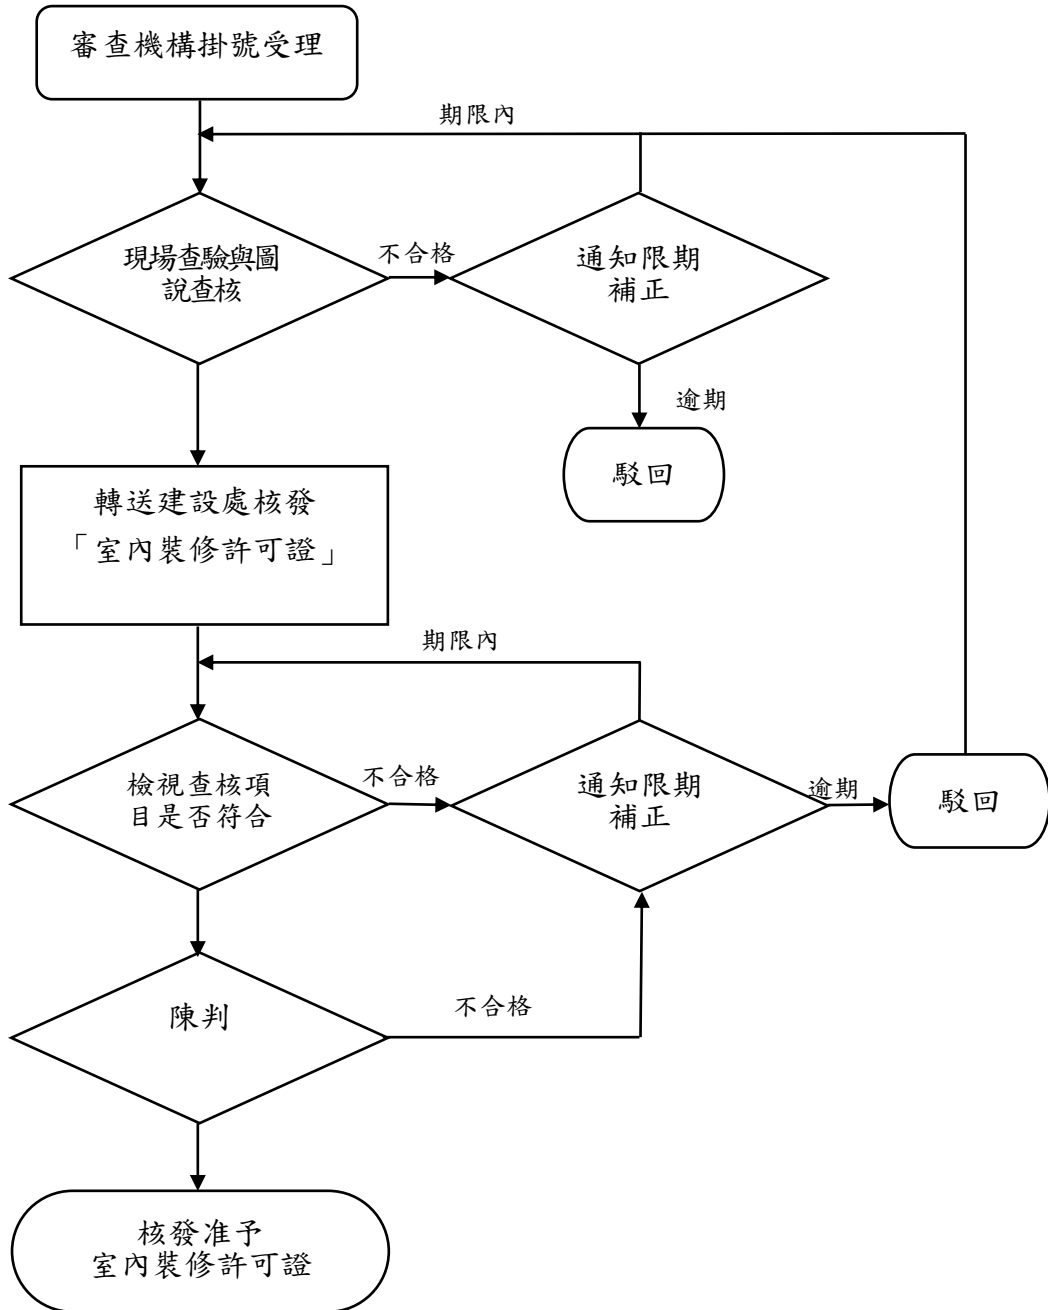 審查機構掛號受理
期限內
現場查驗與圖
說查核
不合格
通知限期
補正
逾期
駁回
轉送建設處核發
「室內裝修許可證」
期限內
檢視查核項
目是否符合
不合格
通知限期
補正
逾期
駁回
陳判
不合格
核發准予
室內裝修許可證